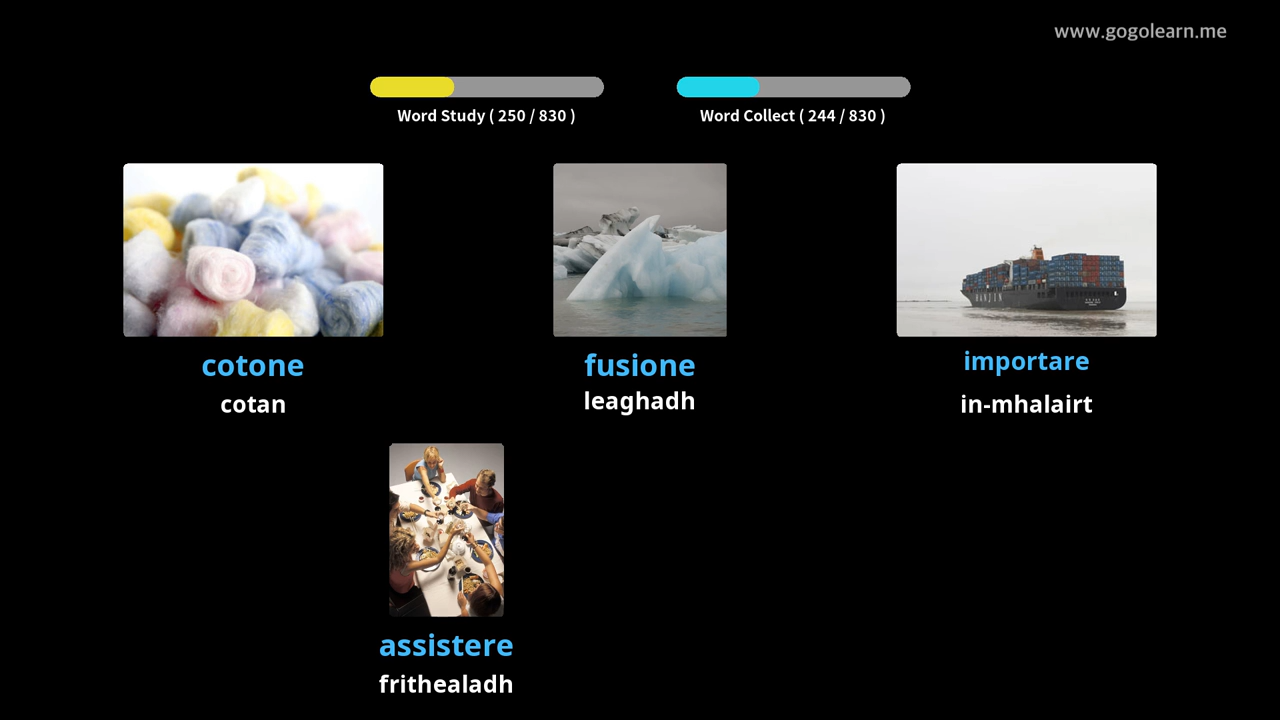 www.gogolearn.me
Word Study ( 250 / 830 )
Word Collect ( 244 / 830 )
cotone
cotan
fusione
leaghadh
importare
in-mhalairt
assistere
frithealadh